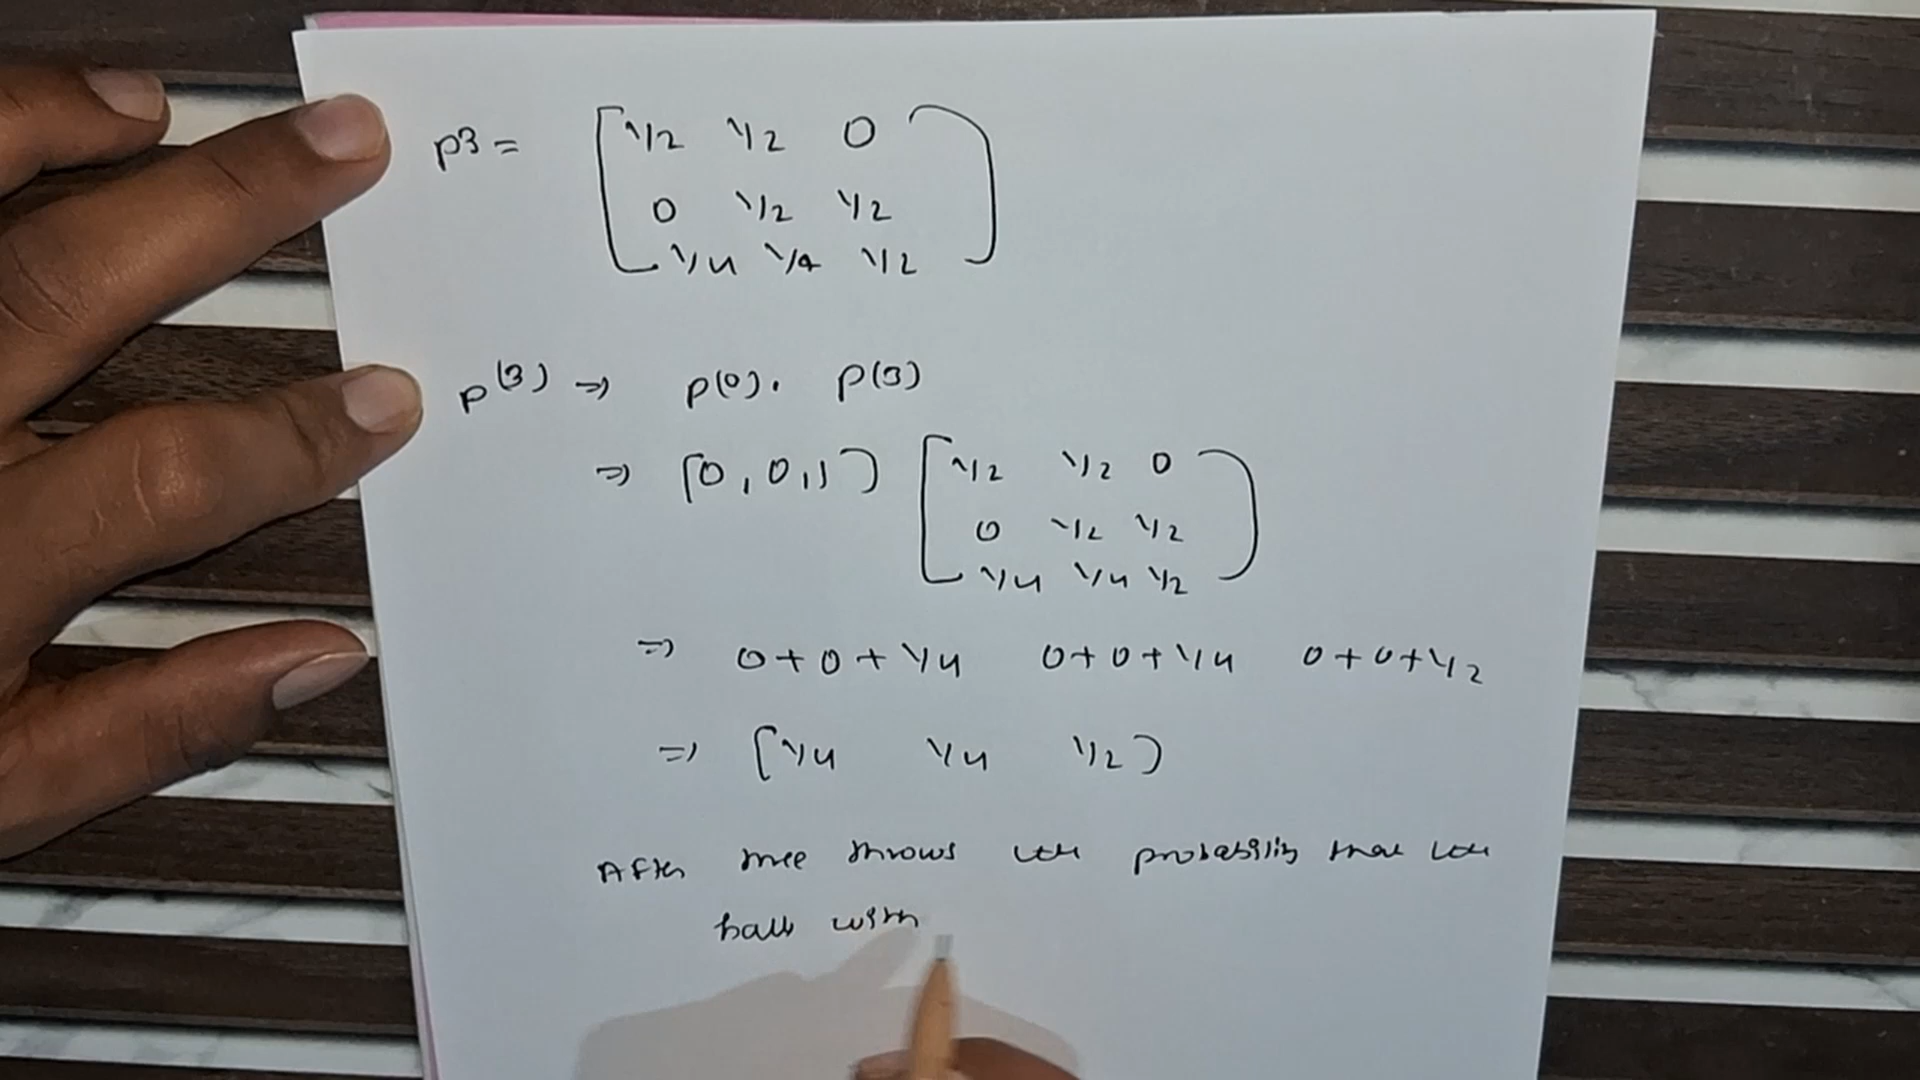 P3 = [ 1/2 1/2 0 ]
0 1/2 1/2
1/4 1/4 1/2
P(3) => P(0). P(3)
=> [0, 0, 1] [ 1/2 1/2 0 ]
0 1/2 1/2
1/4 1/4 1/2
=> 0+0+1/4 0+0+1/4 0+0+1/2
=> [1/4 1/4 1/2]
After three throws the probability that the
ball with